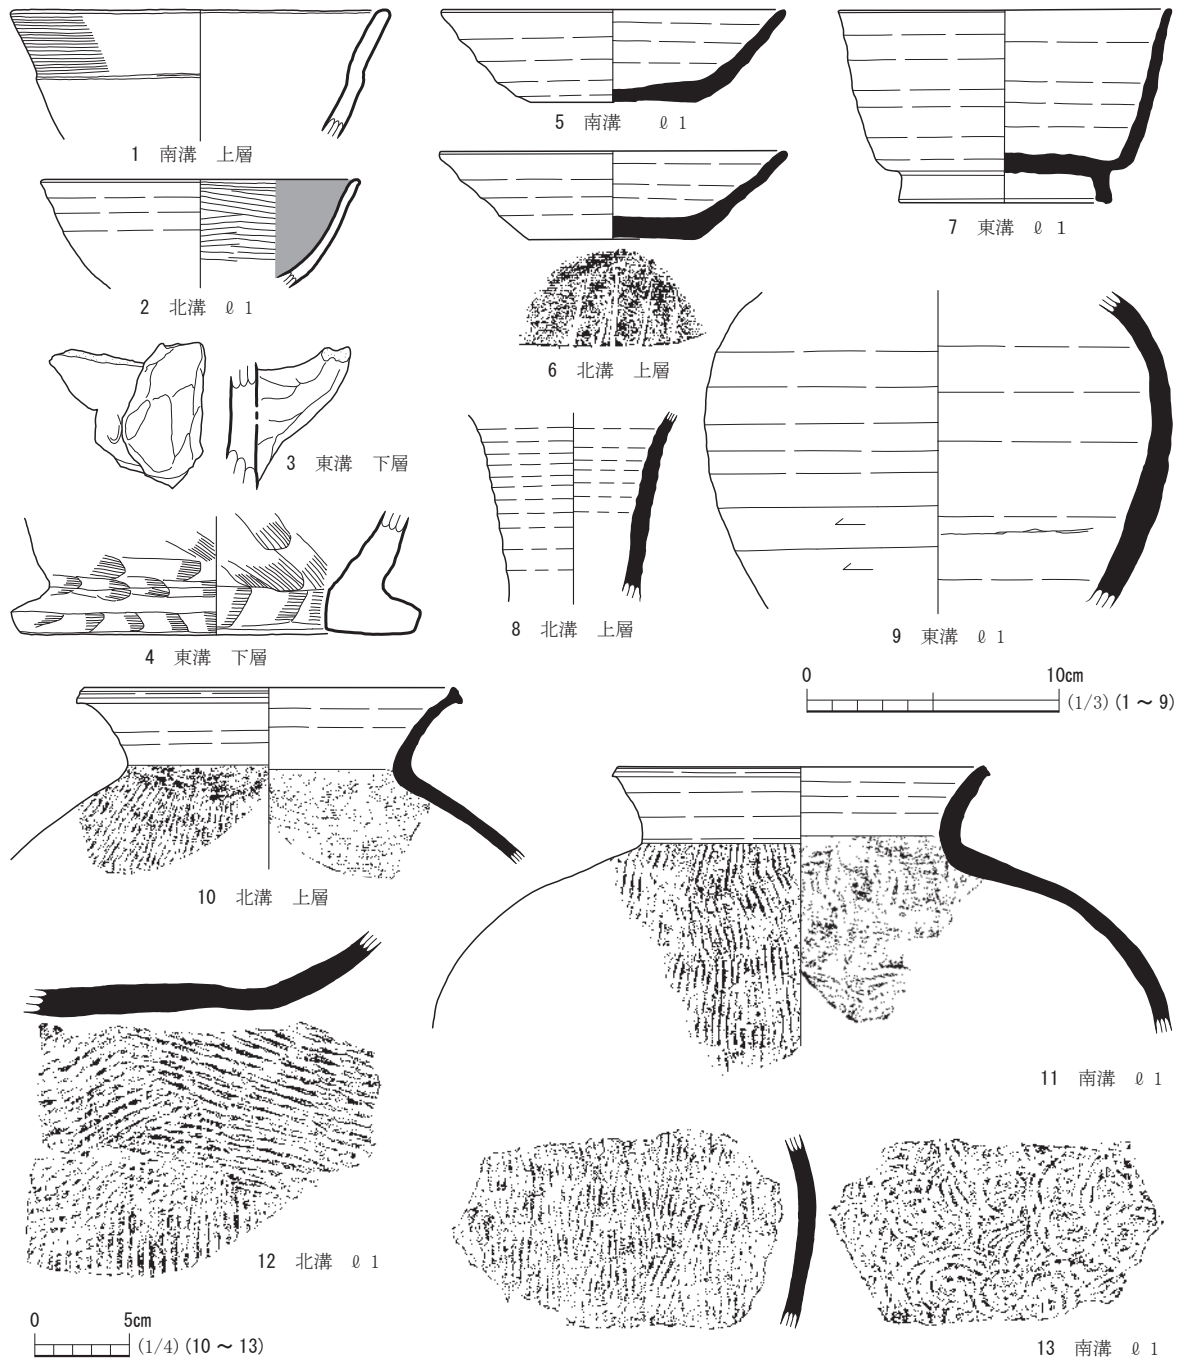 1 南溝 上層
5 南溝 ℓ 1
7 東溝 ℓ 1
2 北溝 ℓ 1
6 北溝 上層
3 東溝 下層
8 北溝 上層
9 東溝 ℓ 1
4 東溝 下層
0 10㎝
(1/3) (1 ～ 9)
10 北溝 上層
11 南溝 ℓ 1
12 北溝 ℓ 1
0 5㎝
(1/4) (10 ～ 13)
13 南溝 ℓ 1